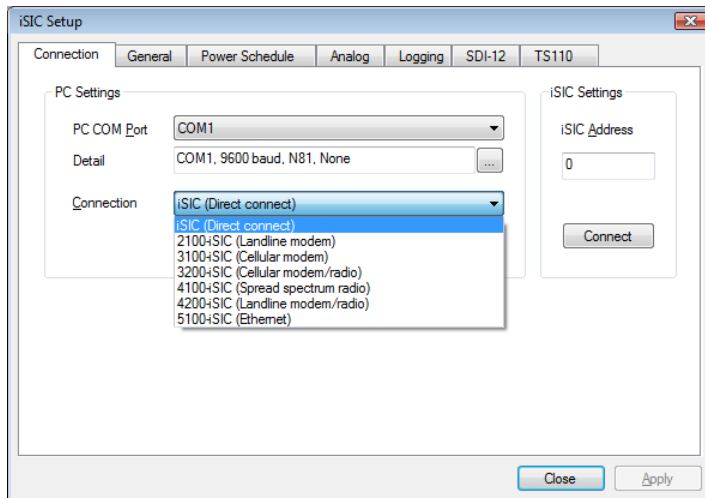 iSIC Setup
Connection General Power Schedule Analog Logging SDI-12 TS110
PC Settings
PC COM Port COM1
Detail COM1, 9600 baud, N81, None ...
Connection iSIC (Direct connect)
iSIC (Direct connect)
2100-iSIC (Landline modem)
3100-iSIC (Cellular modem)
3200-iSIC (Cellular modem/radio)
4100-iSIC (Spread spectrum radio)
4200-iSIC (Landline modem/radio)
5100-iSIC (Ethernet)
iSIC Settings
iSIC Address
0
Connect
Close Apply